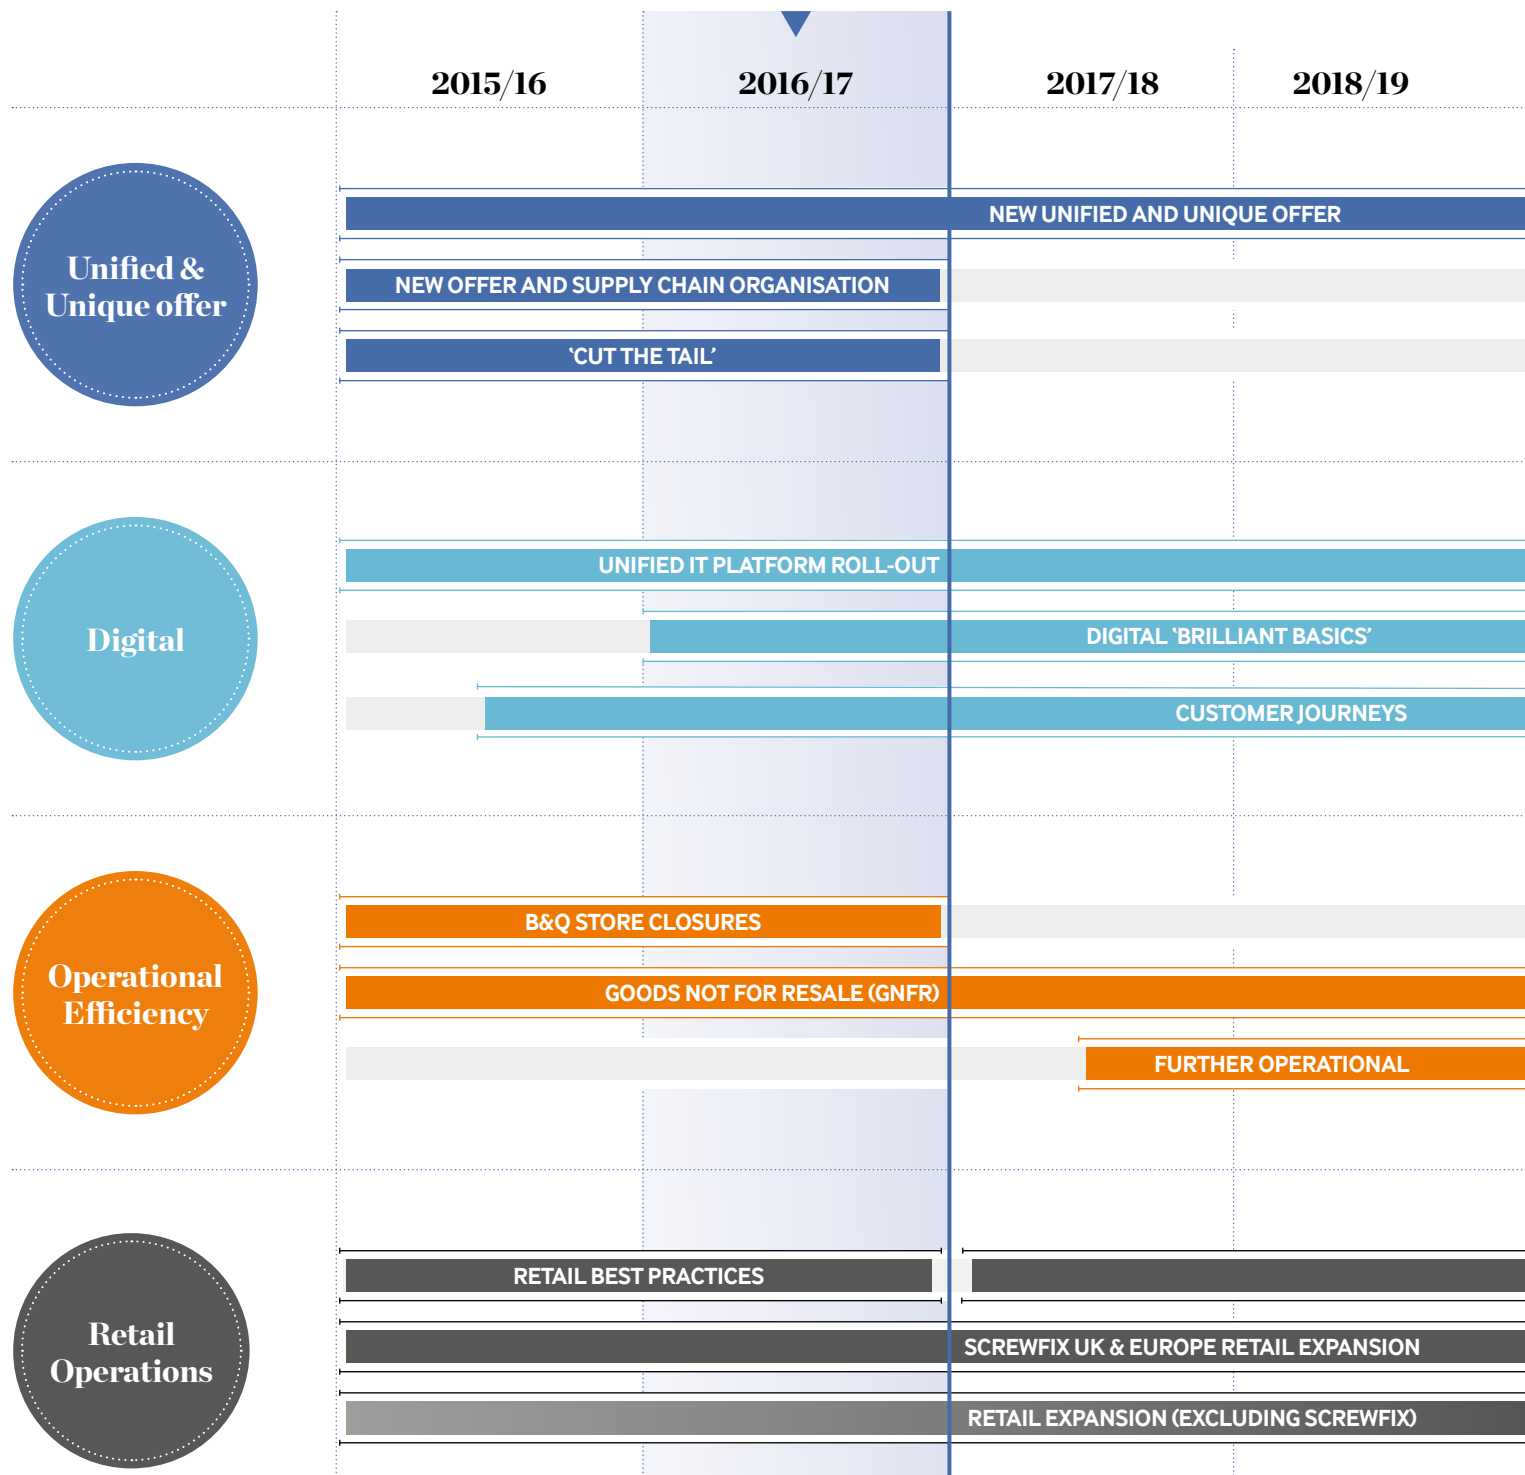 2015/16
2016/17
2017/18
2018/19
Unified &
Unique offer
NEW UNIFIED AND UNIQUE OFFER
NEW OFFER AND SUPPLY CHAIN ORGANISATION
‘CUT THE TAIL’
Digital
UNIFIED IT PLATFORM ROLL-OUT
DIGITAL ‘BRILLIANT BASICS’
CUSTOMER JOURNEYS
Operational
Efficiency
B&Q STORE CLOSURES
GOODS NOT FOR RESALE (GNFR)
FURTHER OPERATIONAL
Retail
Operations
RETAIL BEST PRACTICES
SCREWFIX UK & EUROPE RETAIL EXPANSION
RETAIL EXPANSION (EXCLUDING SCREWFIX)